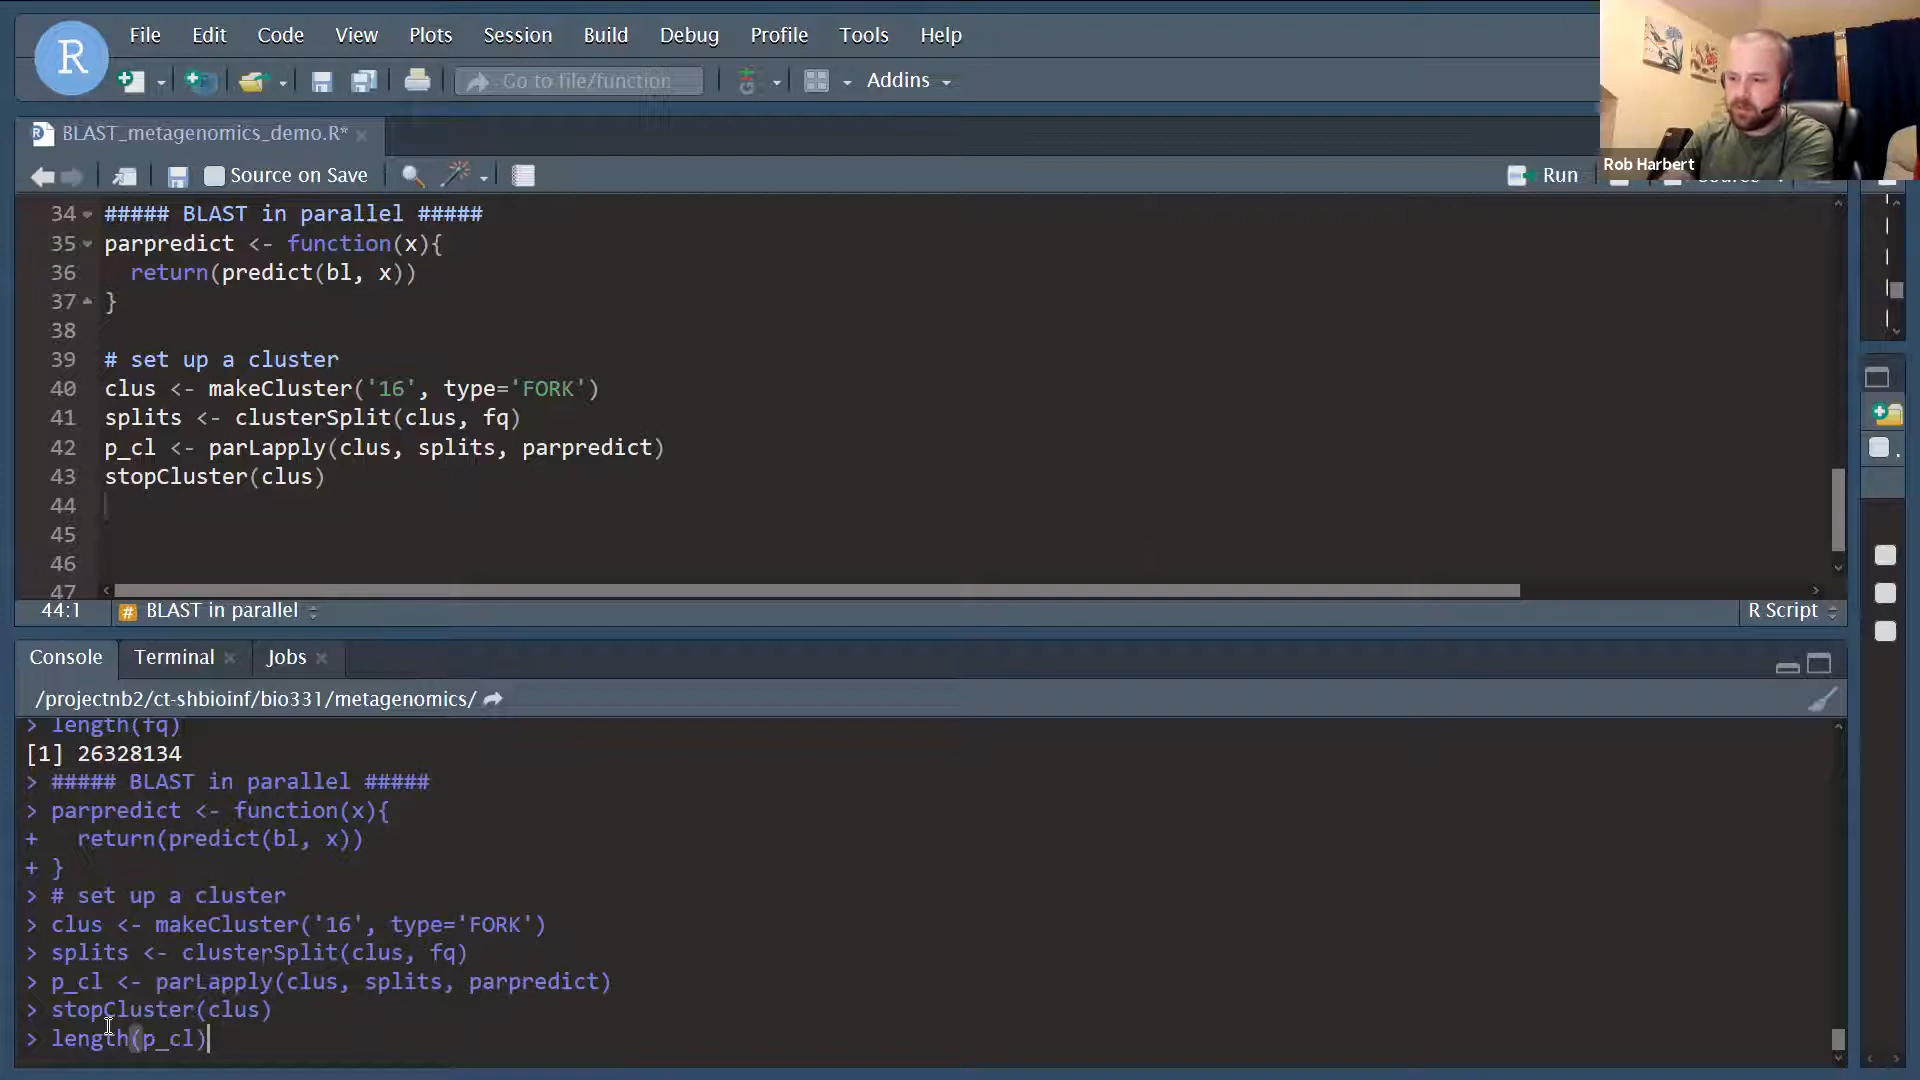 R
File Edit Code View Plots Session Build Debug Profile Tools Help
Go to file/function
Addins
BLAST_metagenomics_demo.R*
Source on Save
Run
Rob Harbert
34 ##### BLAST in parallel #####
35 parpredict <- function(x){
36 return(predict(bl, x))
37 }
38
39 # set up a cluster
40 clus <- makeCluster('16', type='FORK')
41 splits <- clusterSplit(clus, fq)
42 p_cl <- parLapply(clus, splits, parpredict)
43 stopCluster(clus)
44
45
46
47
44:1 # BLAST in parallel R Script
Console Terminal Jobs
/projectnb2/ct-shbioinf/bio331/metagenomics/
> length(fq)
[1] 26328134
> ##### BLAST in parallel #####
> parpredict <- function(x){
+ return(predict(bl, x))
+ }
> # set up a cluster
> clus <- makeCluster('16', type='FORK')
> splits <- clusterSplit(clus, fq)
> p_cl <- parLapply(clus, splits, parpredict)
> stopCluster(clus)
> length(p_cl)